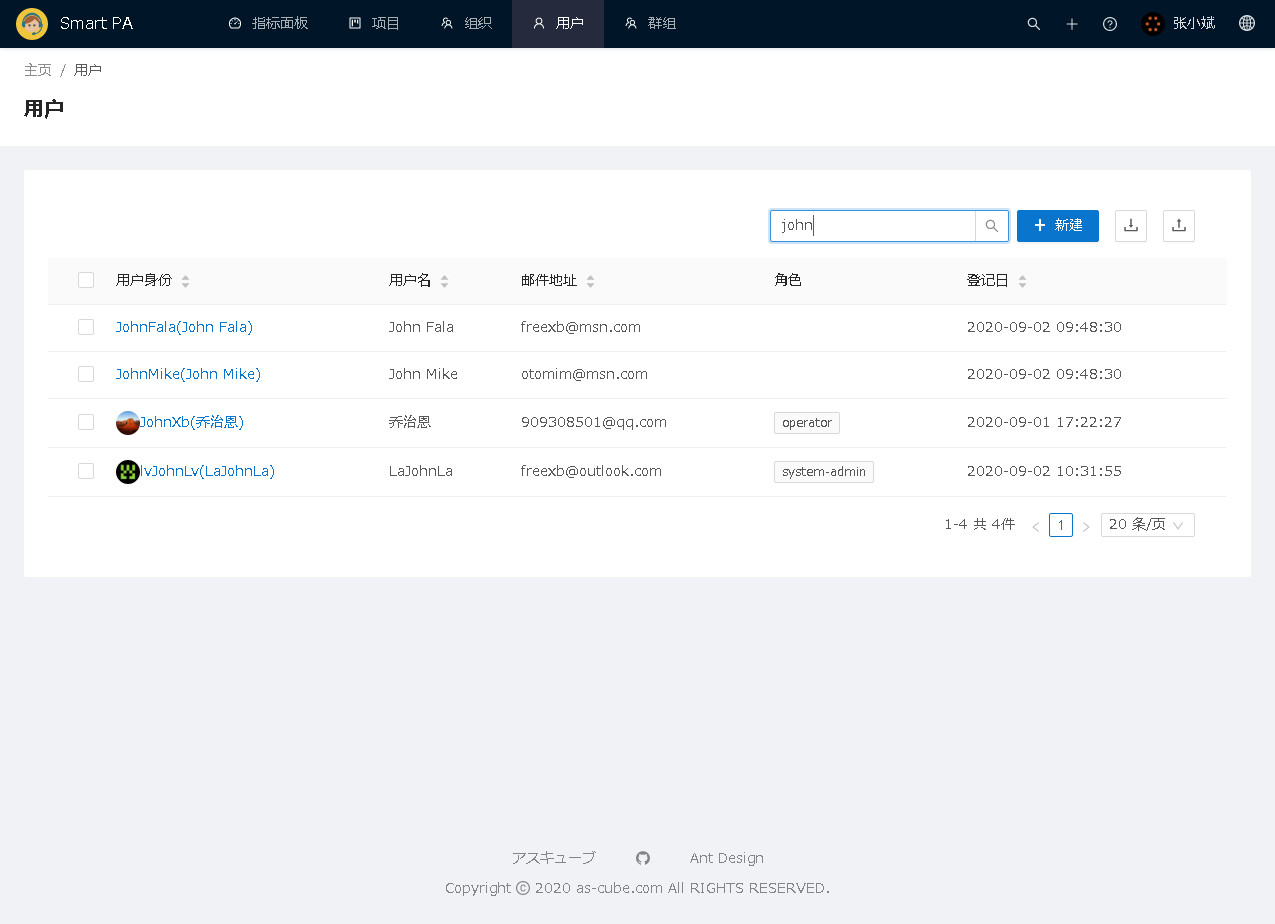 Smart PA 指标面板 项目 组织 用户 群组 张小斌
主页 / 用户
用户
john 新建
用户身份 用户名 邮件地址 角色 登记日
JohnFala(John Fala) John Fala freexb@msn.com 2020-09-02 09:48:30
JohnMike(John Mike) John Mike otomim@msn.com 2020-09-02 09:48:30
JohnXb(乔治恩) 乔治恩 909308501@qq.com operator 2020-09-01 17:22:27
lvJohnLv(LaJohnLa) LaJohnLa freexb@outlook.com system-admin 2020-09-02 10:31:55
1-4 共 4件 < 1 > 20 条/页
アスキューブ Ant Design
Copyright © 2020 as-cube.com All RIGHTS RESERVED.